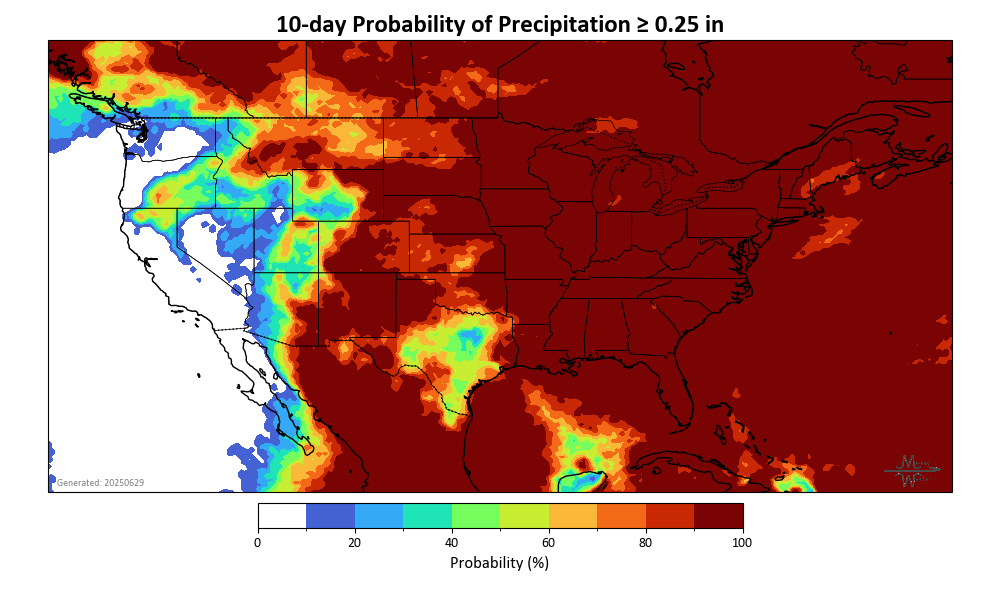 10-day Probability of Precipitation ≥ 0.25 in
Generated: 20250629
0 20 40 60 80 100
Probability (%)